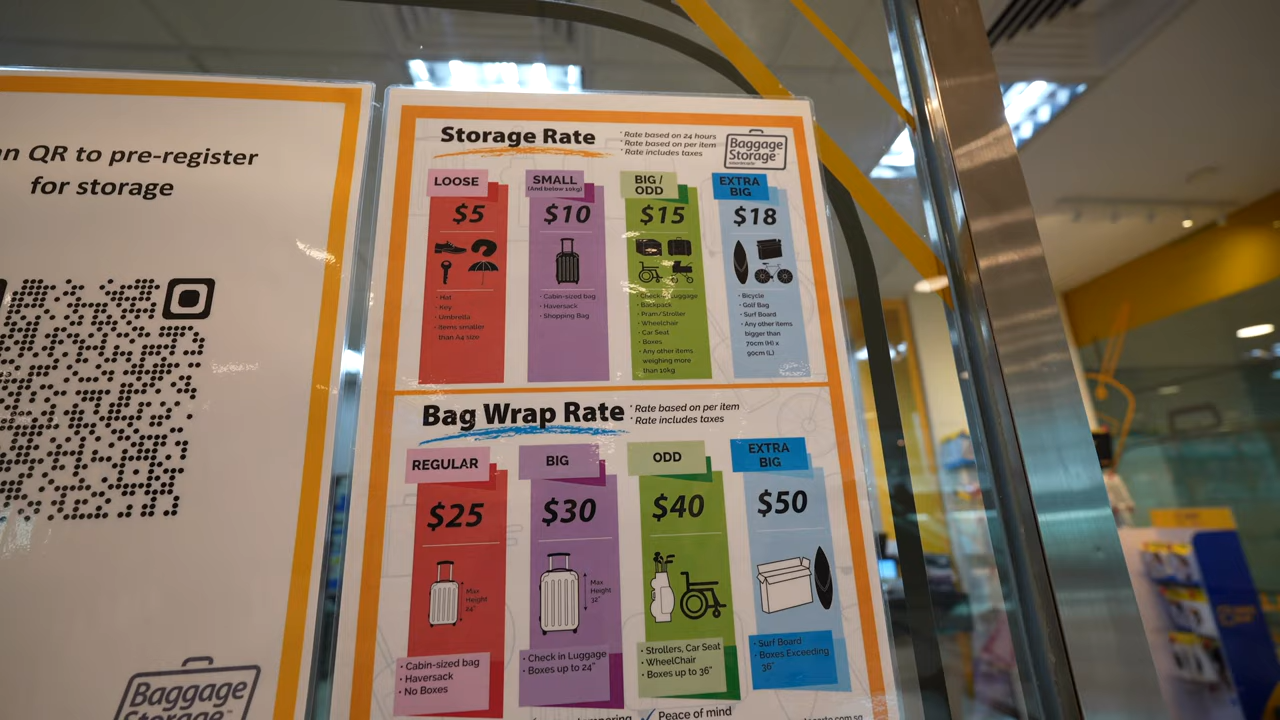 QR to pre-register
for storage
Baggage
Storage
Storage Rate
* Rate based on 24 hours
* Rate based on per item
* Rate includes taxes
Baggage
Storage
LOOSE
$5
• Hat
• Key
• Umbrella
• Items smaller
than A4 size
SMALL
(And below 10kg)
$10
• Cabin-sized bag
• Haversack
• Shopping Bag
BIG /
ODD
$15
• Check-in Luggage
• Backpack
• Pram/Stroller
• Wheelchair
• Car Seat
• Boxes
• Any other items
weighing more
than 10kg
EXTRA
BIG
$18
• Bicycle
• Golf Bag
• Surf Board
• Any other items
bigger than
70cm (H) x
90cm (L)
Bag Wrap Rate
* Rate based on per item
* Rate includes taxes
REGULAR
$25
Max
Height
24"
• Cabin-sized bag
• Haversack
• No Boxes
BIG
$30
Max
Height
32"
• Check in Luggage
• Boxes up to 24"
ODD
$40
• Strollers, Car Seat
• WheelChair
• Boxes up to 36"
EXTRA
BIG
$50
• Surf Board
• Boxes Exceeding
36"
✓ Peace of mind